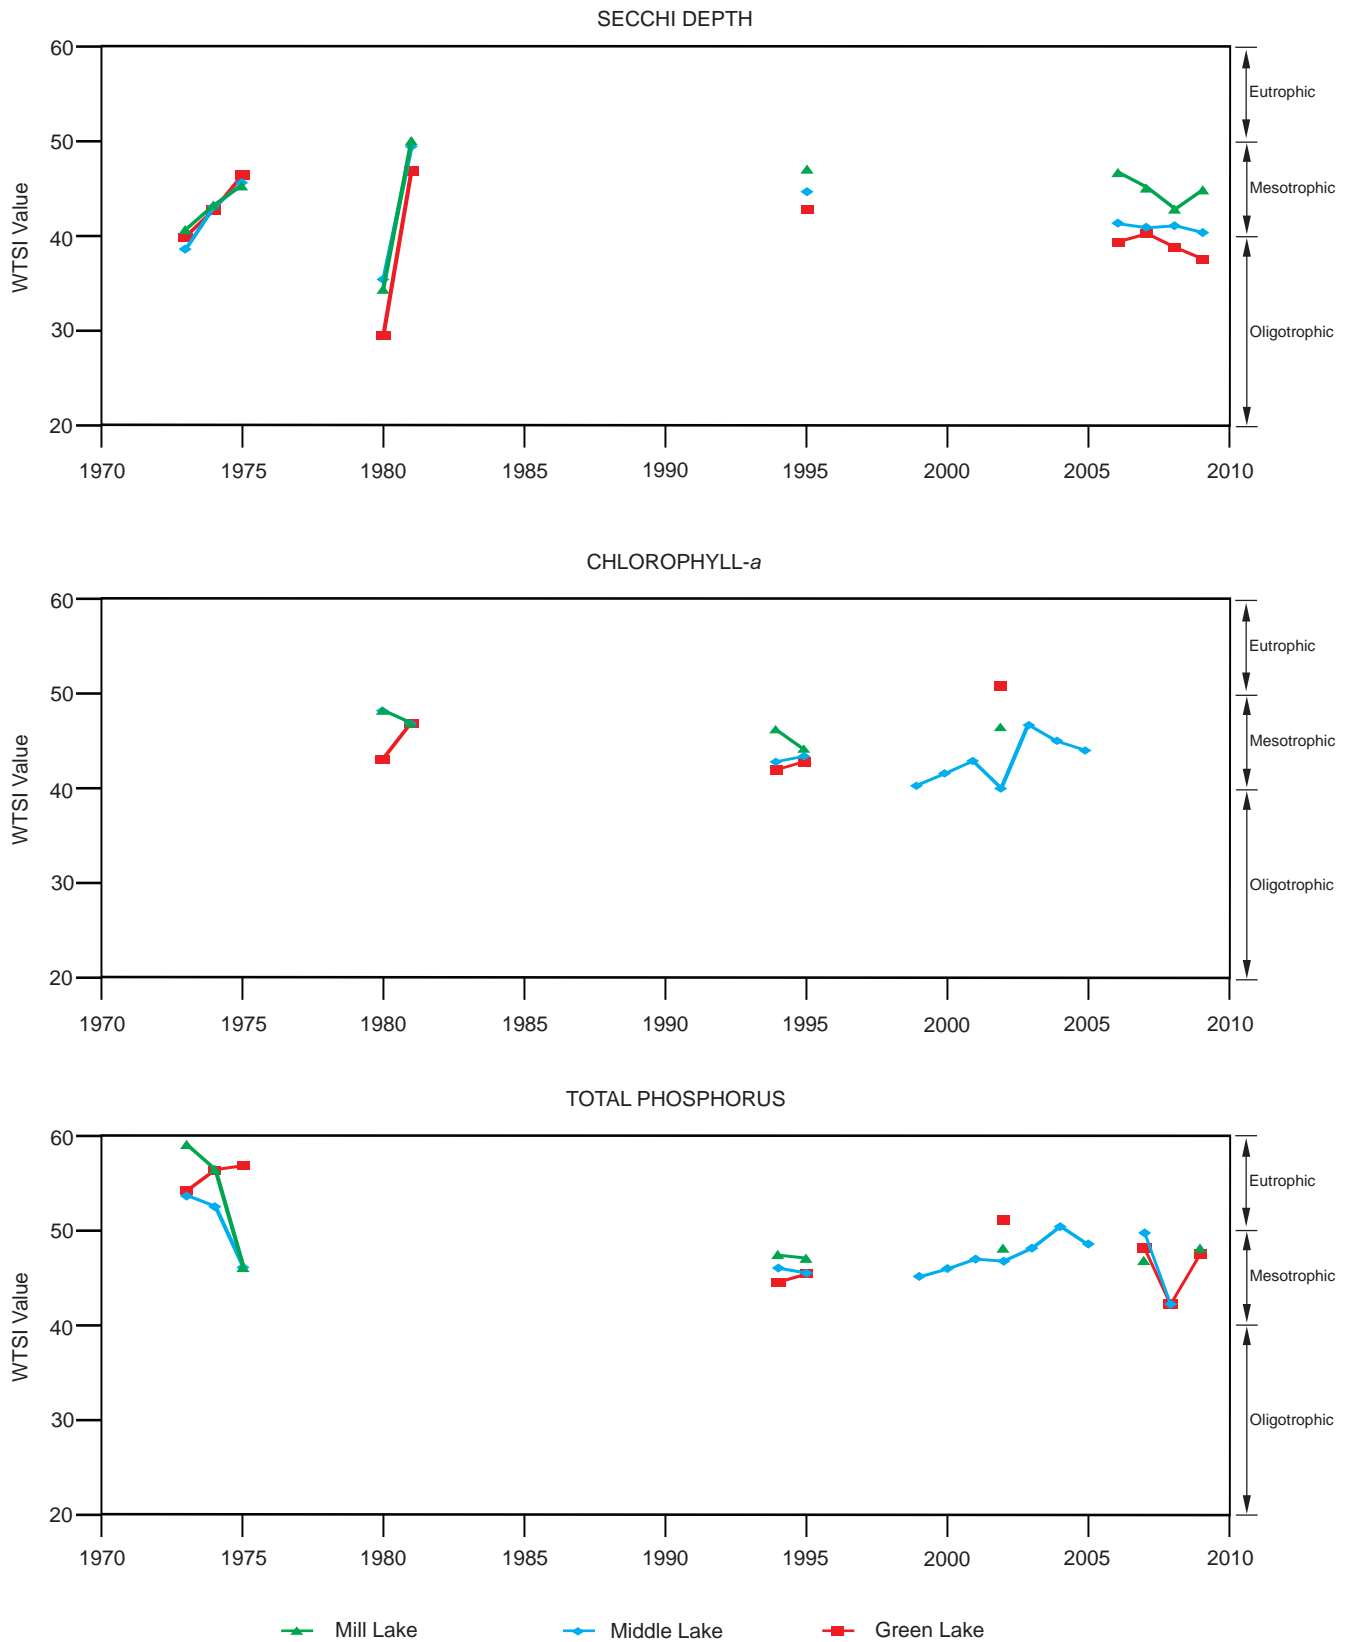 SECCHI DEPTH
60
50
40
30
20
WTSI Value
Eutrophic
Mesotrophic
Oligotrophic
1970 1975 1980 1985 1990 1995 2000 2005 2010
CHLOROPHYLL-a
60
50
40
30
20
WTSI Value
Eutrophic
Mesotrophic
Oligotrophic
1970 1975 1980 1985 1990 1995 2000 2005 2010
TOTAL PHOSPHORUS
60
50
40
30
20
WTSI Value
Eutrophic
Mesotrophic
Oligotrophic
1970 1975 1980 1985 1990 1995 2000 2005 2010
Mill Lake Middle Lake Green Lake